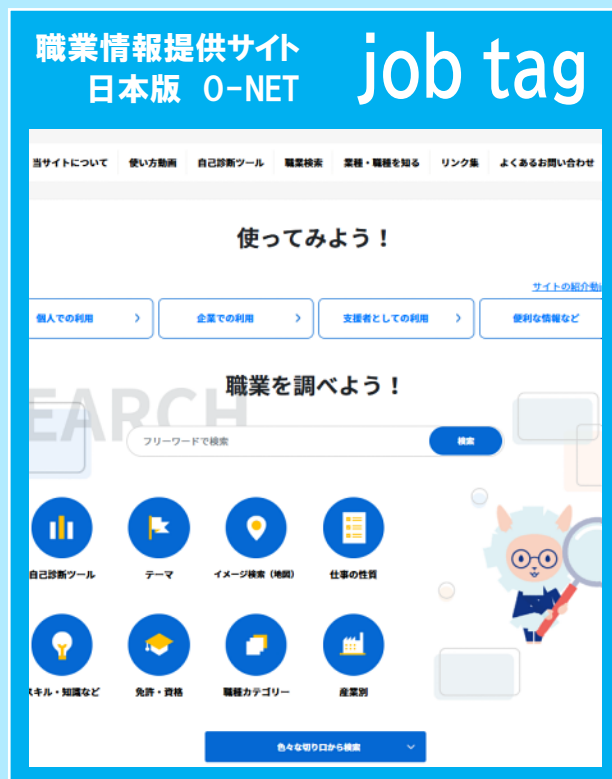 職業情報提供サイト
日本版 O-NET
job tag
当サイトについて 使い方動画 自己診断ツール 職業検索 業種・職種を知る リンク集 よくあるお問い合わせ
使ってみよう！
サイトの紹介動
個人での利用 企業での利用 支援者としての利用 便利な情報など
EARCH
職業を調べよう！
フリーワードで検索 検索
自己診断ツール テーマ イメージ検索（地図） 仕事の性質
スキル・知識など 免許・資格 職種カテゴリー 産業別
色々な切り口から検索